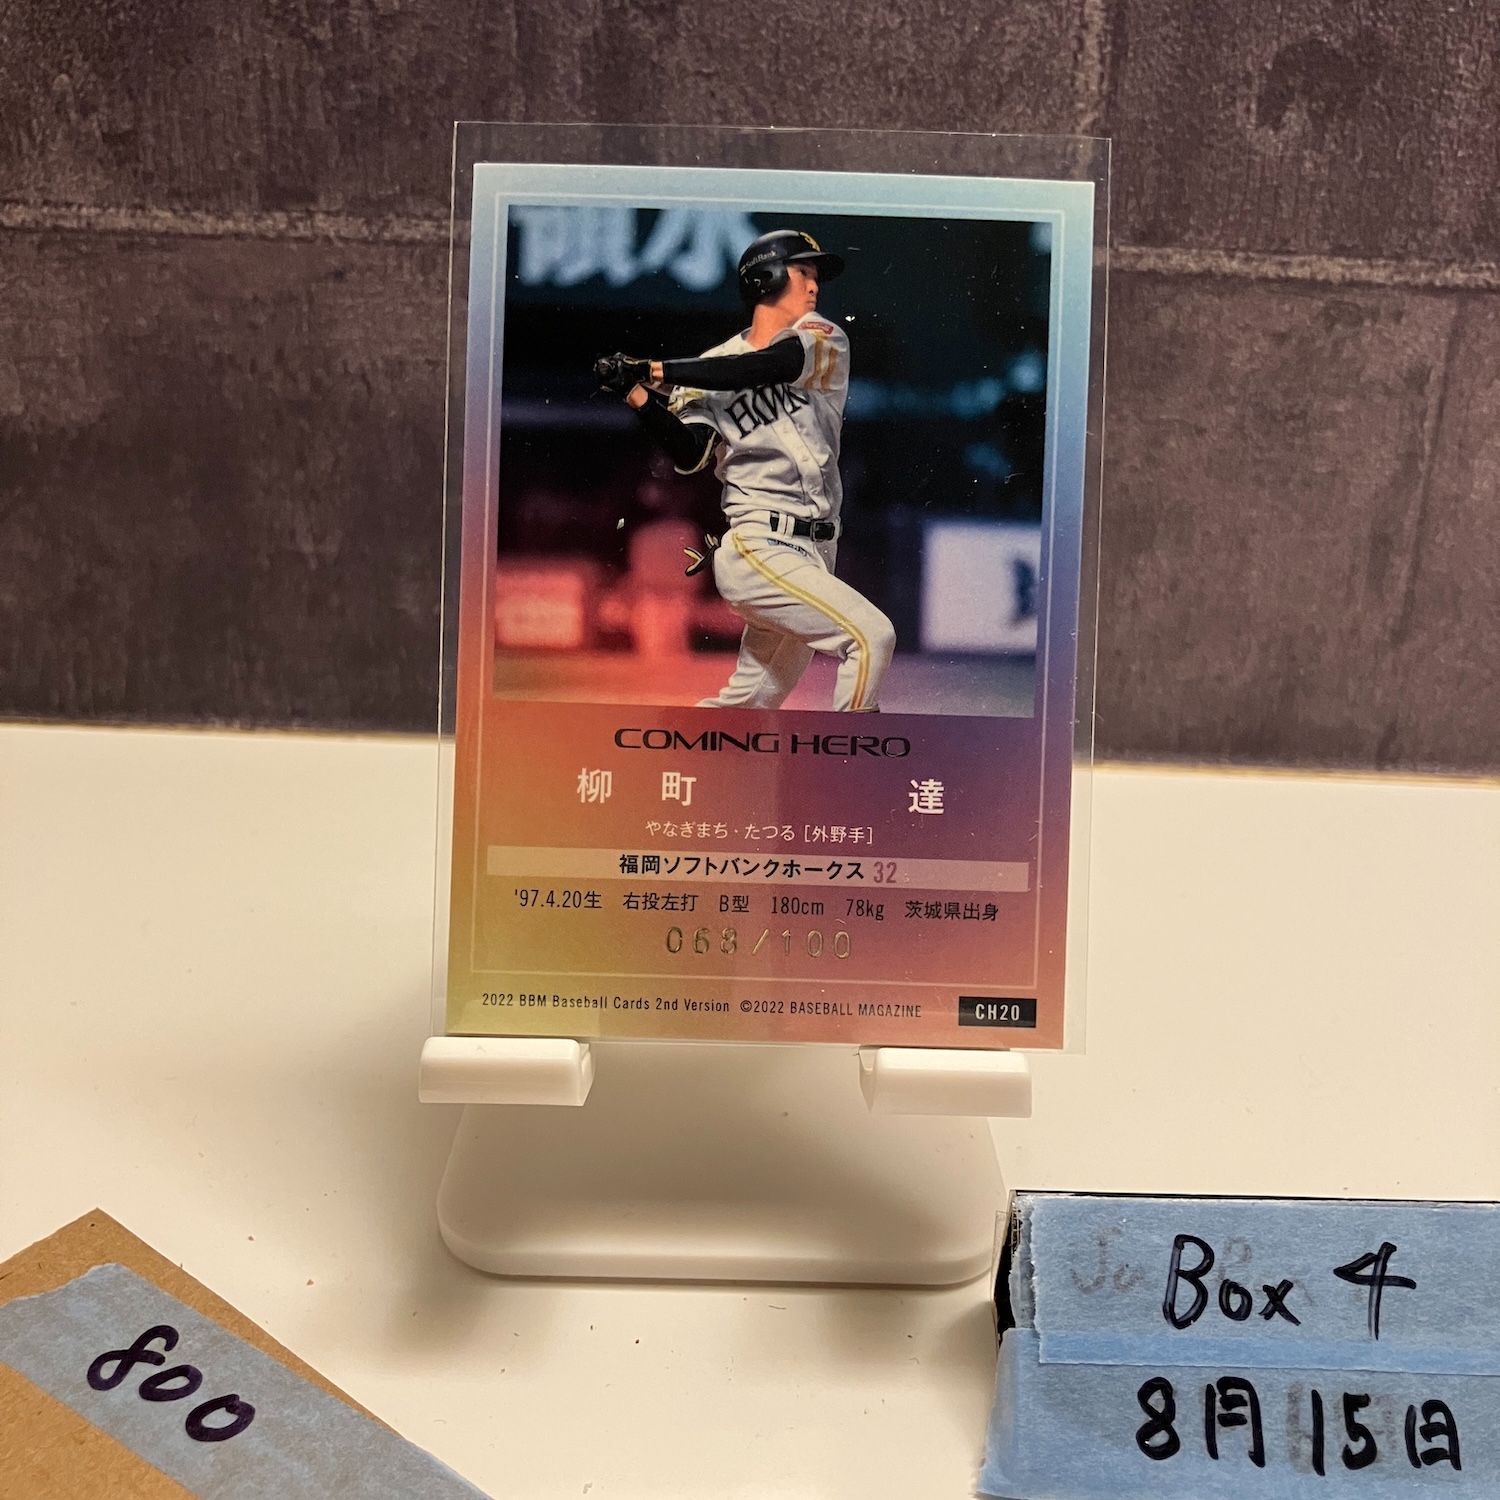 SoftBank
HAWK
COMING HERO
柳町 達
やなぎまち・たつる [外野手]
福岡ソフトバンクホークス 32
'97.4.20生 右投左打 B型 180cm 78kg 茨城県出身
068/100
2022 BBM Baseball Cards 2nd Version ©2022 BASEBALL MAGAZINE
CH20
800
Box 4
8月15日